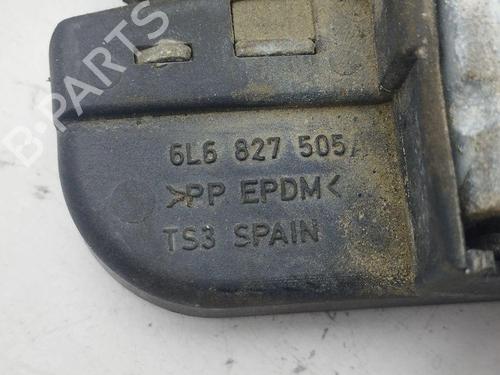 B-PARTS
6L6 827 505
>PP EPDM<
TS3 SPAIN